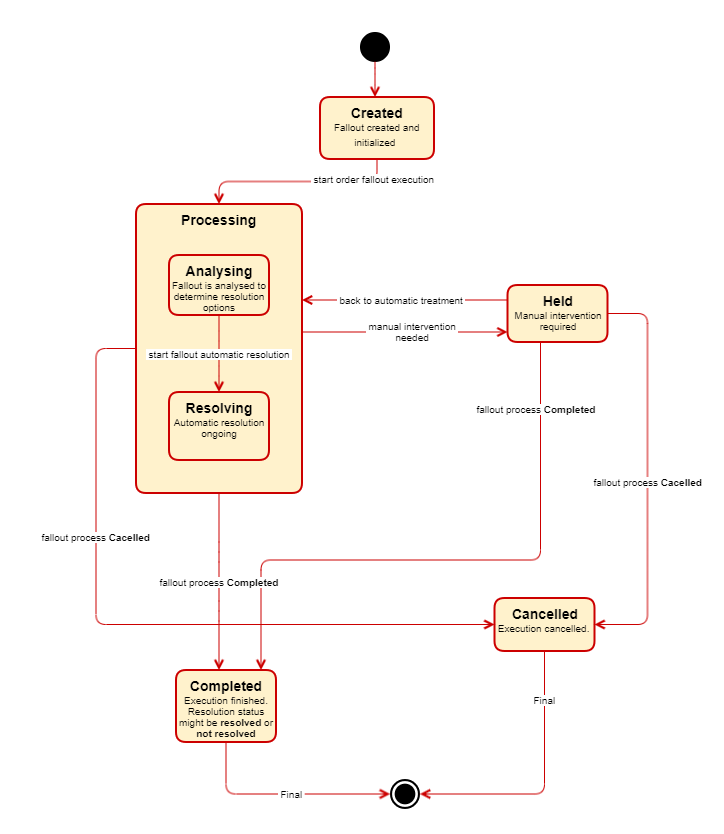 Created
Fallout created and
initialized
start order fallout execution
Processing
Analysing
Fallout is analysed to
determine resolution
options
back to automatic treatment
Held
Manual intervention
required
manual intervention
needed
start fallout automatic resolution
Resolving
Automatic resolution
ongoing
fallout process Completed
fallout process Cacelled
fallout process Cacelled
fallout process Completed
Cancelled
Execution cancelled.
Completed
Execution finished.
Resolution status
might be resolved or
not resolved
Final
Final